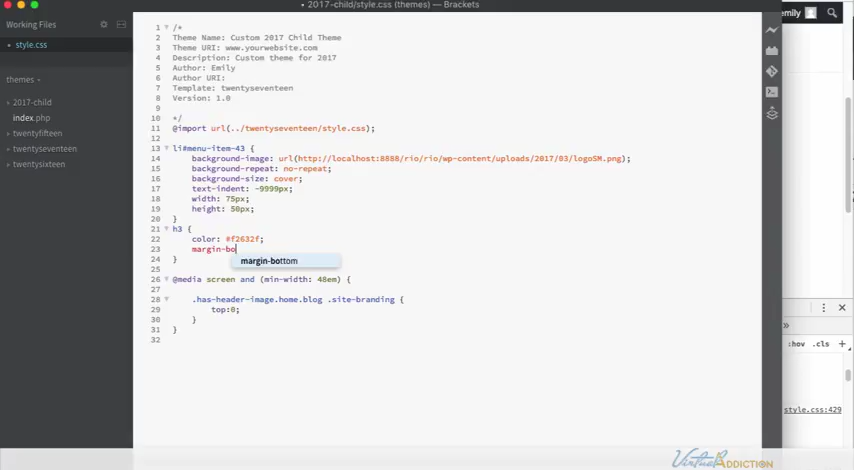 • 2017-child/style.css (themes) — Brackets
Working Files
• style.css
themes
2017-child
index.php
twentyfifteen
twentyseventeen
twentysixteen
1 /*
2 Theme Name: Custom 2017 Child Theme
3 Theme URI: www.yourwebsite.com
4 Description: Custom theme for 2017
5 Author: Emily
6 Author URI:
7 Template: twentyseventeen
8 Version: 1.0
9
10 */
11 @import url(../twentyseventeen/style.css);
12
13 li#menu-item-43 {
14 background-image: url(http://localhost:8888/rio/rio/wp-content/uploads/2017/03/logoSM.png);
15 background-repeat: no-repeat;
16 background-size: cover;
17 text-indent: -9999px;
18 width: 75px;
19 height: 50px;
20 }
21 h3 {
22 color: #f2632f;
23 margin-bo
margin-bottom
24 }
25
26 @media screen and (min-width: 48em) {
27
28 .has-header-image.home.blog .site-branding {
29 top:0;
30 }
31 }
32
emily
:hov .cls +
style.css:429
Virtual ADDICTION